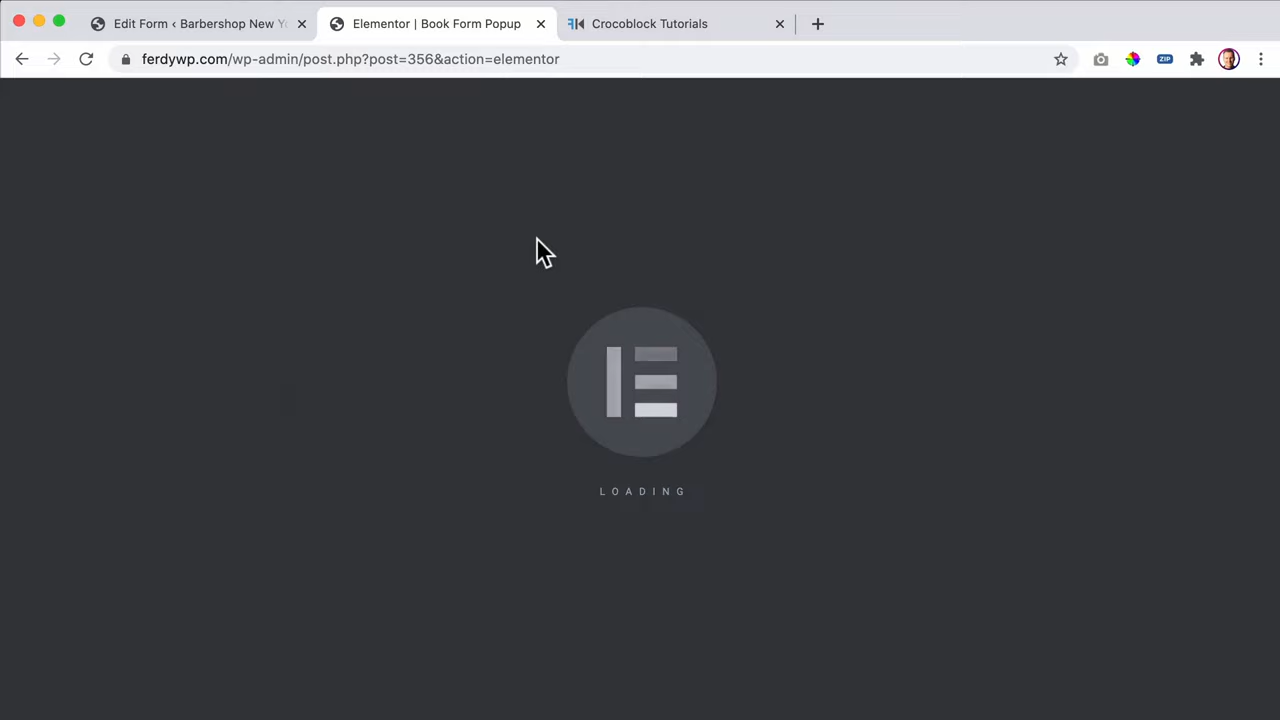 Edit Form ‹ Barbershop New Yo
Elementor | Book Form Popup
Crocoblock Tutorials
ferdywp.com/wp-admin/post.php?post=356&action=elementor
ZIP
LOADING